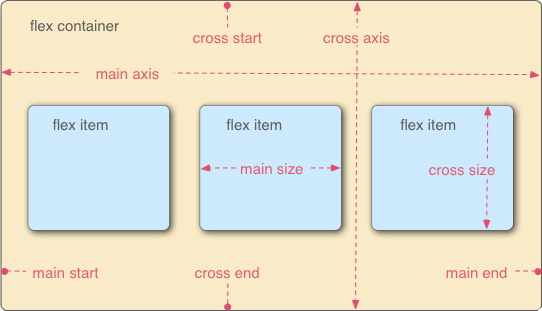 flex container
cross start
cross axis
main axis
flex item
flex item
flex item
main size
cross size
main start
cross end
main end